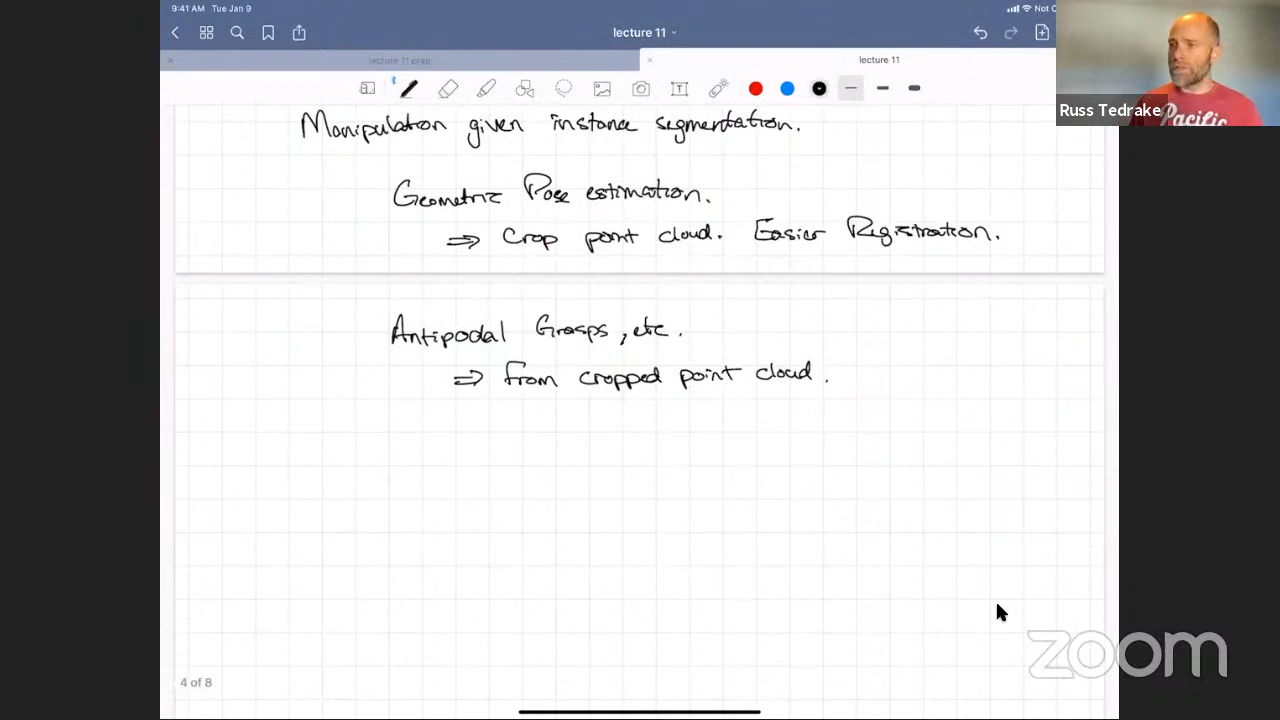 9:41 AM Tue Jan 9
lecture 11
lecture 11 prep
lecture 11
Manipulation given instance segmentation.
Geometric Pose estimation.
⇒ Crop point cloud. Easier Registration.
Antipodal Grasps, etc.
⇒ from cropped point cloud.
4 of 8
Russ Tedrake
Pacific
zoom